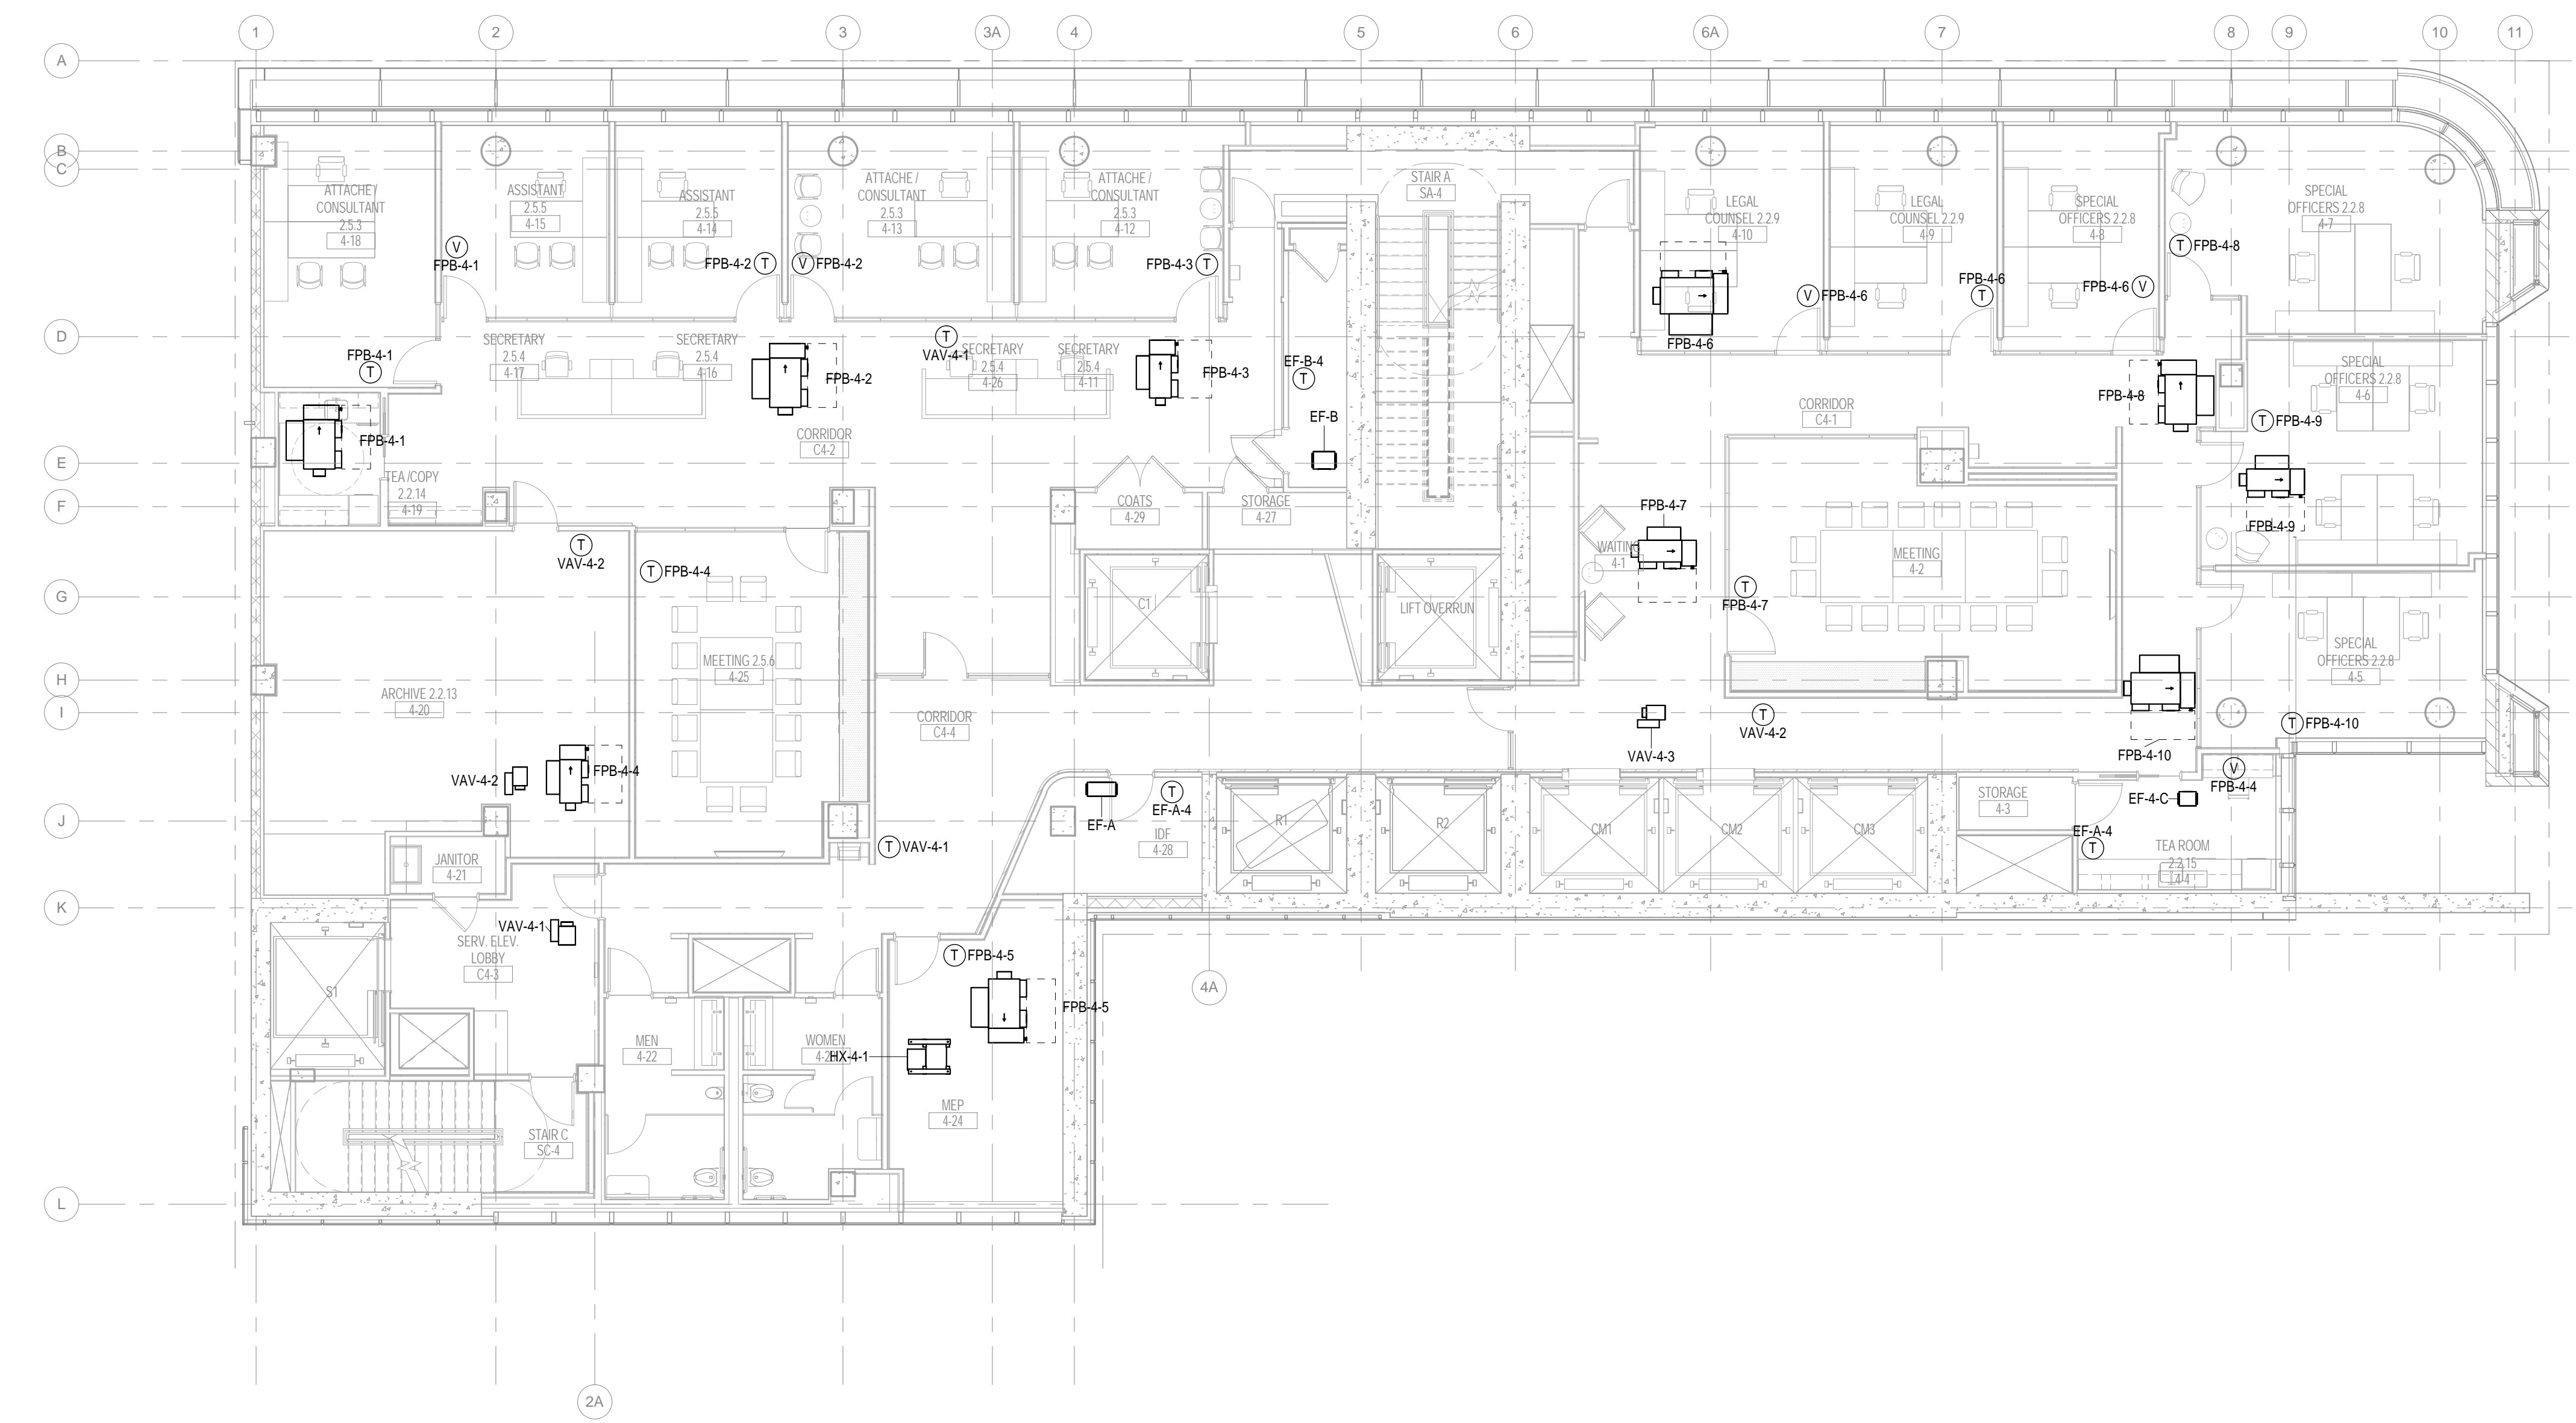 1
2
3
3A
4
5
6
6A
7
8
9
10
11
A
B
C
D
E
F
G
H
I
J
K
L
2A
4A
ATTACHE /
CONSULTANT
2.5.3
4-18
ASSISTANT
2.5.5
4-15
ASSISTANT
2.5.5
4-14
ATTACHE /
CONSULTANT
2.5.3
4-13
ATTACHE /
CONSULTANT
2.5.3
4-12
STAIR A
SA-4
LEGAL
COUNSEL 2.2.9
4-10
LEGAL
COUNSEL 2.2.9
4-9
SPECIAL
OFFICERS 2.2.8
4-8
SPECIAL
OFFICERS 2.2.8
4-7
V
FPB-4-1
FPB-4-2 T
V FPB-4-2
FPB-4-3 T
FPB-4-6
V FPB-4-6
FPB-4-6
T
FPB-4-6 V
T FPB-4-8
FPB-4-1
T
SECRETARY
2.5.4
4-17
SECRETARY
2.5.4
4-16
FPB-4-2
T
VAV-4-1
SECRETARY
2.5.4
4-26
SECRETARY
2.5.4
4-11
FPB-4-3
EF-B-4
T
EF-B
FPB-4-8
SPECIAL
OFFICERS 2.2.8
4-6
T FPB-4-9
FPB-4-9
FPB-4-1
CORRIDOR
C4-2
CORRIDOR
C4-1
TEA /COPY
2.2.14
4-19
COATS
4-29
STORAGE
4-27
FPB-4-7
WAITING
4-1
T
VAV-4-2
T FPB-4-4
C1
LIFT OVERRUN
T
FPB-4-7
MEETING
4-2
MEETING 2.5.6
4-25
SPECIAL
OFFICERS 2.2.8
4-5
ARCHIVE 2.2.13
4-20
CORRIDOR
C4-4
VAV-4-3
T
VAV-4-2
FPB-4-10
T FPB-4-10
VAV-4-2
FPB-4-4
EF-A
T
EF-A-4
IDF
4-28
R1
R2
CM1
CM2
CM3
STORAGE
4-3
EF-4-C
V
FPB-4-4
EF-A-4
T
TEA ROOM
2.2.15
4-4
T VAV-4-1
JANITOR
4-21
VAV-4-1
SERV. ELEV.
LOBBY
C4-3
S1
T FPB-4-5
FPB-4-5
MEN
4-22
WOMEN
HX-4-1
MEP
4-24
STAIR C
SC-4